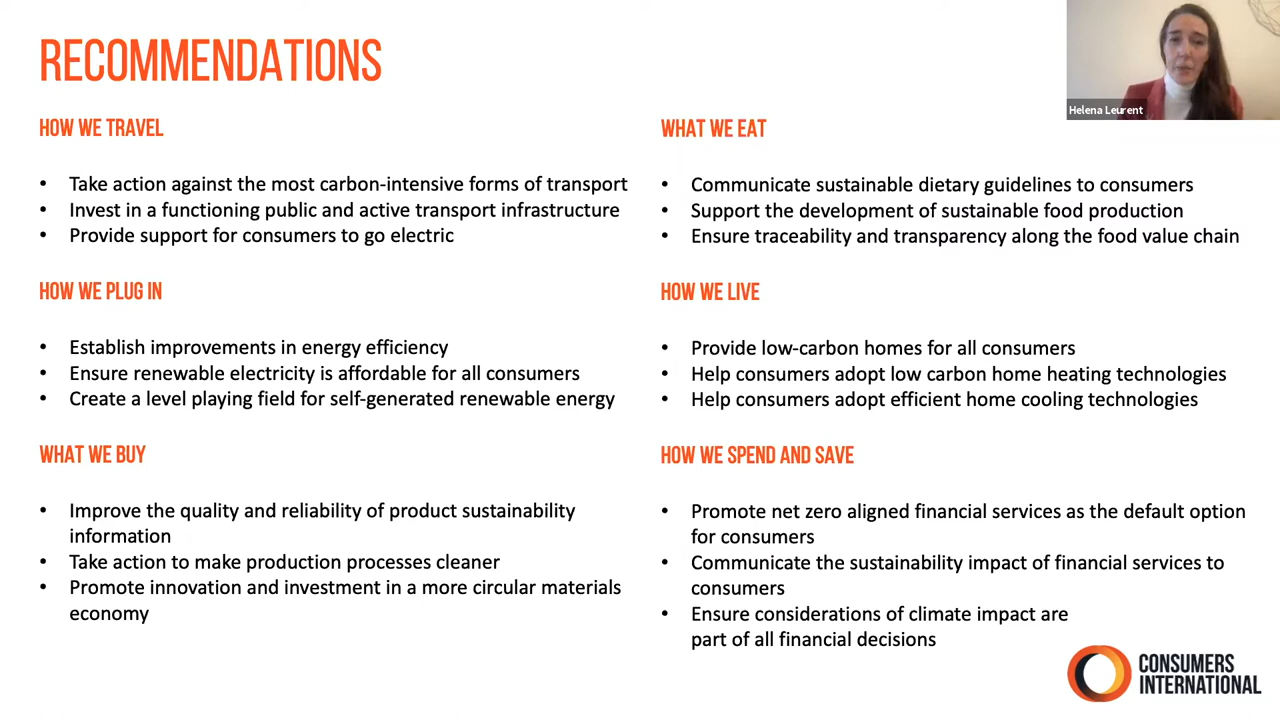 RECOMMENDATIONS
Helena Leurent
HOW WE TRAVEL
• Take action against the most carbon-intensive forms of transport
• Invest in a functioning public and active transport infrastructure
• Provide support for consumers to go electric
HOW WE PLUG IN
• Establish improvements in energy efficiency
• Ensure renewable electricity is affordable for all consumers
• Create a level playing field for self-generated renewable energy
WHAT WE BUY
• Improve the quality and reliability of product sustainability
information
• Take action to make production processes cleaner
• Promote innovation and investment in a more circular materials
economy
WHAT WE EAT
• Communicate sustainable dietary guidelines to consumers
• Support the development of sustainable food production
• Ensure traceability and transparency along the food value chain
HOW WE LIVE
• Provide low-carbon homes for all consumers
• Help consumers adopt low carbon home heating technologies
• Help consumers adopt efficient home cooling technologies
HOW WE SPEND AND SAVE
• Promote net zero aligned financial services as the default option
for consumers
• Communicate the sustainability impact of financial services to
consumers
• Ensure considerations of climate impact are
part of all financial decisions
CONSUMERS
INTERNATIONAL